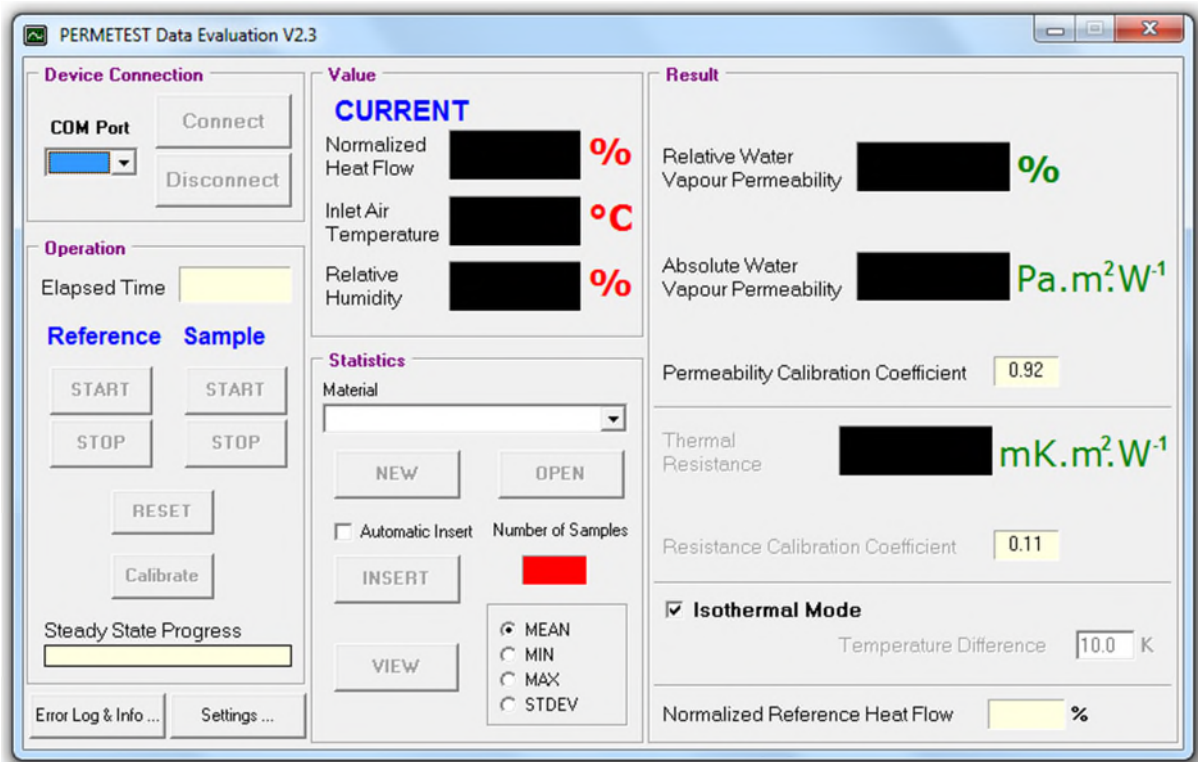 PERMETEST Data Evaluation V2.3
Device Connection
COM Port
Connect
Disconnect
Operation
Elapsed Time
Reference Sample
START START
STOP STOP
RESET
Calibrate
Steady State Progress
Error Log & Info ... Settings ...
Value
CURRENT
Normalized
Heat Flow %
Inlet Air
Temperature °C
Relative
Humidity %
Statistics
Material
NEW OPEN
Automatic Insert Number of Samples
INSERT
VIEW
MEAN
MIN
MAX
STDEV
Result
Relative Water
Vapour Permeability %
Absolute Water
Vapour Permeability Pa.m².W⁻¹
Permeability Calibration Coefficient 0.92
Thermal
Resistance mK.m².W⁻¹
Resistance Calibration Coefficient 0.11
Isothermal Mode
Temperature Difference 10.0 K
Normalized Reference Heat Flow %